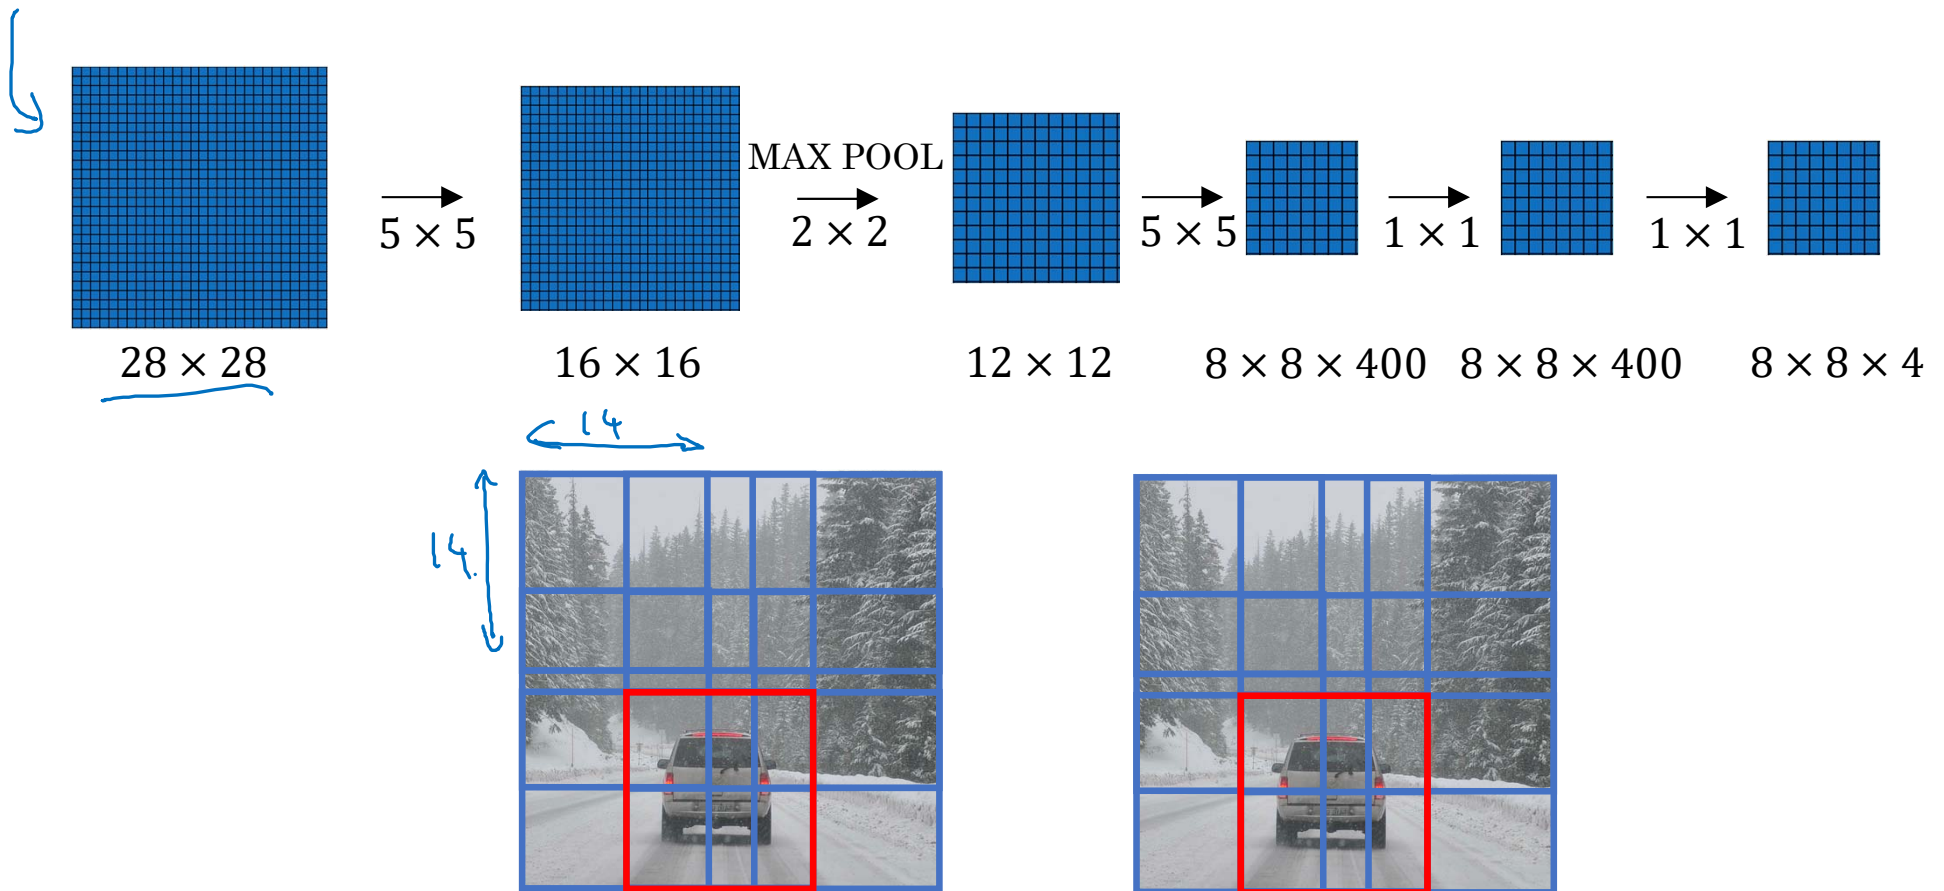 MAX POOL
5 × 5
2 × 2
5 × 5
1 × 1
1 × 1
28 × 28
16 × 16
12 × 12
8 × 8 × 400
8 × 8 × 400
8 × 8 × 4
14
14.